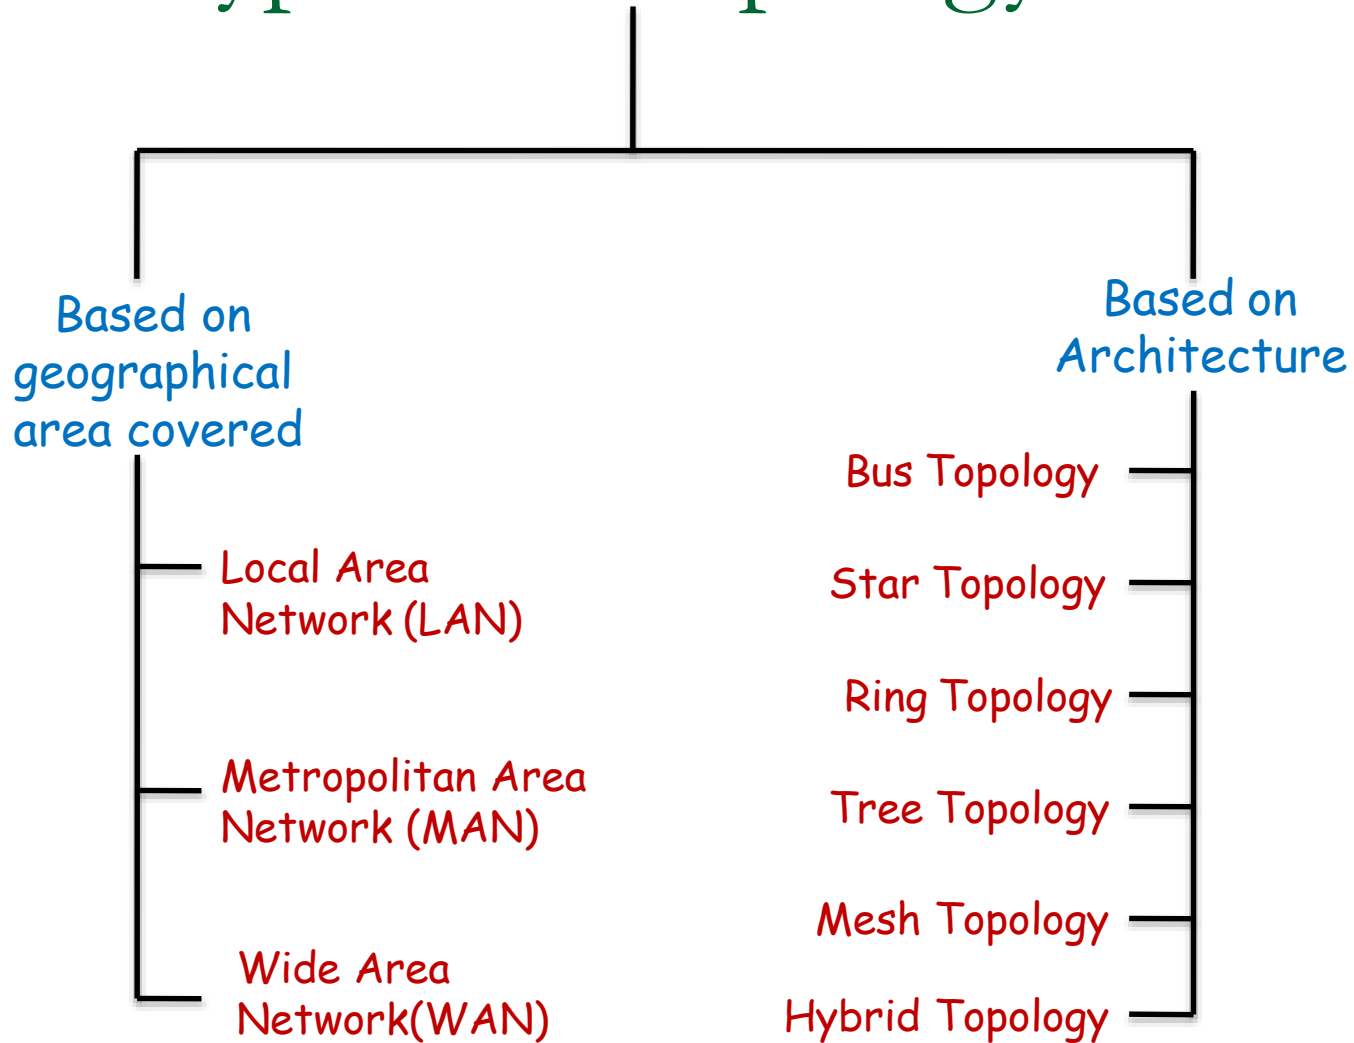 Based on
geographical
area covered
Local Area
Network (LAN)
Metropolitan Area
Network (MAN)
Wide Area
Network(WAN)
Based on
Architecture
Bus Topology
Star Topology
Ring Topology
Tree Topology
Mesh Topology
Hybrid Topology